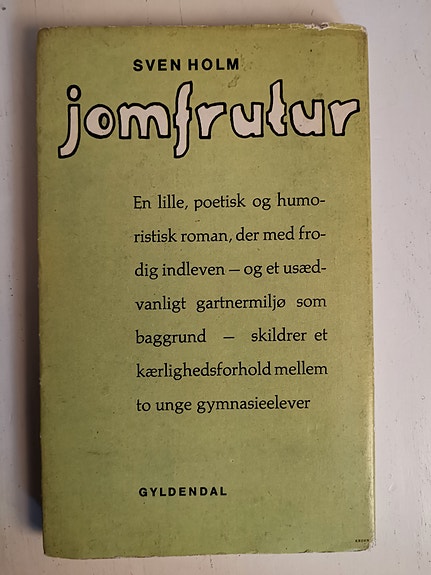 SVEN HOLM
jomfrutur
En lille, poetisk og humo-
ristisk roman, der med fro-
dig indleven – og et usæd-
vanligt gartnermiljø som
baggrund – skildrer et
kærlighedsforhold mellem
to unge gymnasieelever
GYLDENDAL